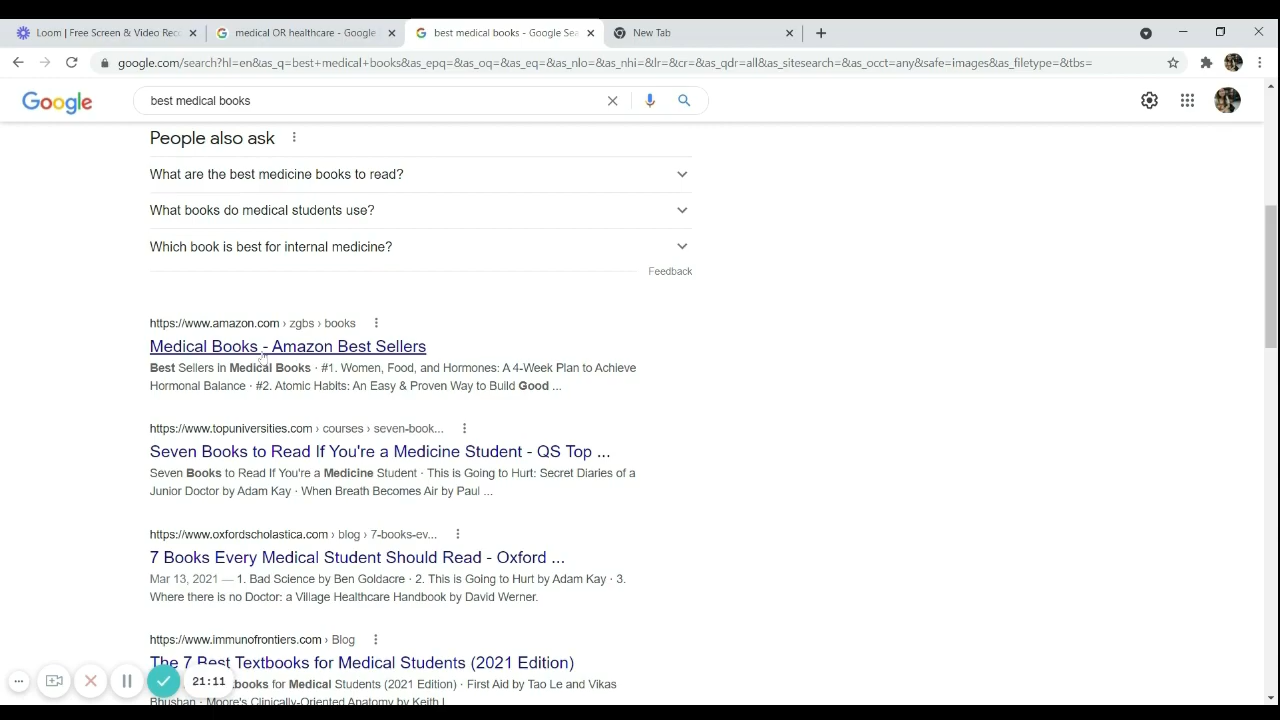 Loom | Free Screen & Video Rec
medical OR healthcare - Google
best medical books - Google Sea
New Tab
google.com/search?hl=en&as_q=best+medical+books&as_epq=&as_oq=&as_eq=&as_nlo=&as_nhi=&lr=&cr=&as_qdr=all&as_sitesearch=&as_occt=any&safe=images&as_filetype=&tbs=
Google
best medical books
People also ask
What are the best medicine books to read?
What books do medical students use?
Which book is best for internal medicine?
Feedback
https://www.amazon.com › zgbs › books
Medical Books - Amazon Best Sellers
Best Sellers in Medical Books · #1. Women, Food, and Hormones: A 4-Week Plan to Achieve
Hormonal Balance · #2. Atomic Habits: An Easy & Proven Way to Build Good ...
https://www.topuniversities.com › courses › seven-book...
Seven Books to Read If You're a Medicine Student - QS Top ...
Seven Books to Read If You're a Medicine Student · This is Going to Hurt: Secret Diaries of a
Junior Doctor by Adam Kay · When Breath Becomes Air by Paul ...
https://www.oxfordscholastica.com › blog › 7-books-ev...
7 Books Every Medical Student Should Read - Oxford ...
Mar 13, 2021 — 1. Bad Science by Ben Goldacre · 2. This is Going to Hurt by Adam Kay · 3.
Where there is no Doctor: a Village Healthcare Handbook by David Werner.
https://www.immunofrontiers.com › Blog
The 7 Best Textbooks for Medical Students (2021 Edition)
books for Medical Students (2021 Edition) · First Aid by Tao Le and Vikas
Bhushan · Moore's Clinically-Oriented Anatomy by Keith L
21:11